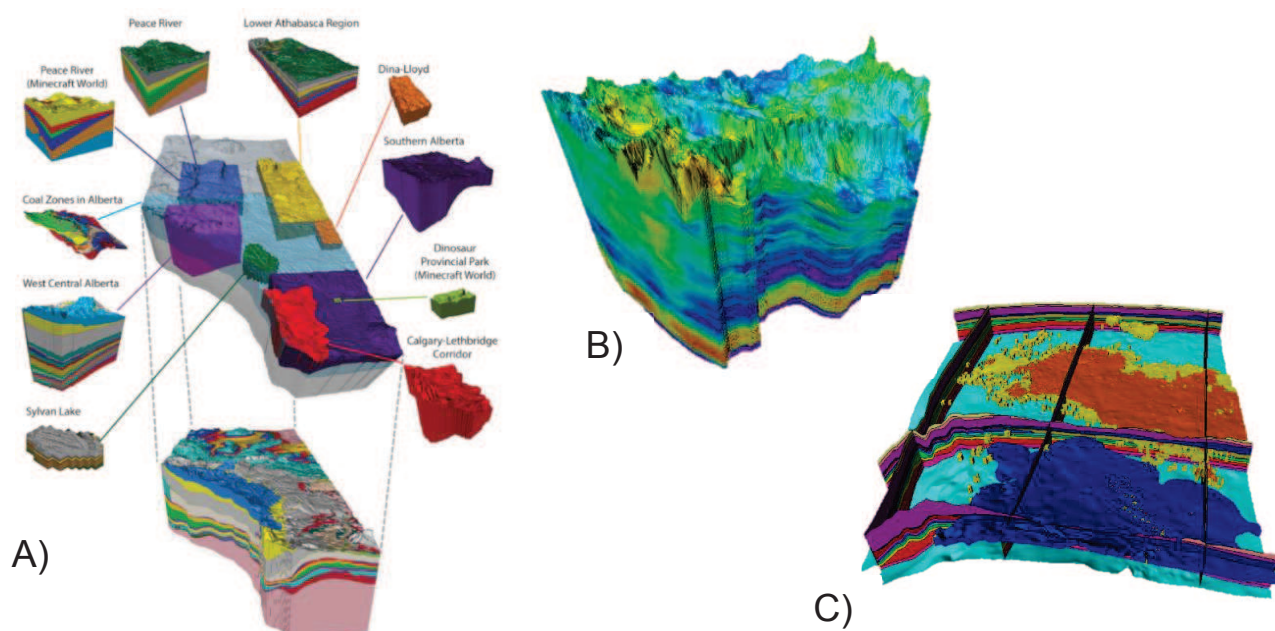 Peace River
Lower Athabasca Region
Peace River
(Minecraft World)
Dina-Lloyd
Southern Alberta
Coal Zones in Alberta
Dinosaur
Provincial Park
(Minecraft World)
West Central Alberta
Calgary-Lethbridge
Corridor
Sylvan Lake
A)
B)
C)